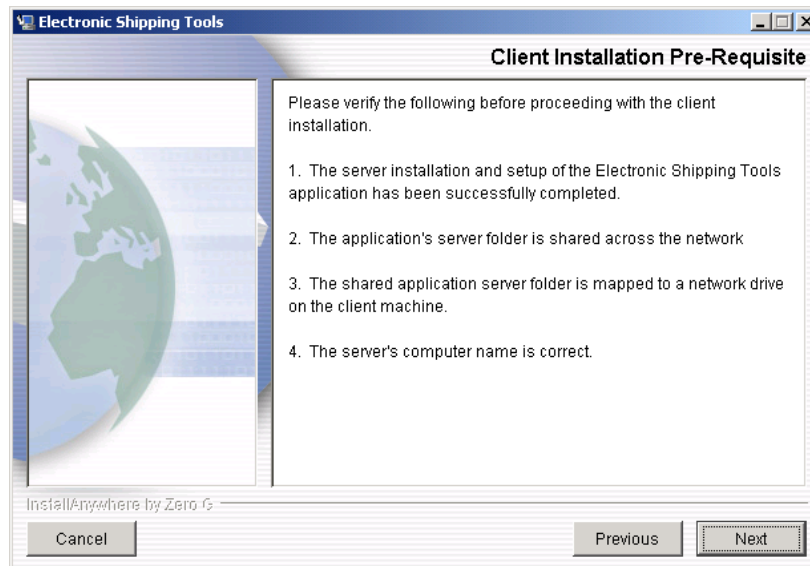 Electronic Shipping Tools
Client Installation Pre-Requisite
Please verify the following before proceeding with the client
installation.
1. The server installation and setup of the Electronic Shipping Tools
application has been successfully completed.
2. The application's server folder is shared across the network
3. The shared application server folder is mapped to a network drive
on the client machine.
4. The server's computer name is correct.
InstallAnywhere by Zero G
Cancel
Previous
Next